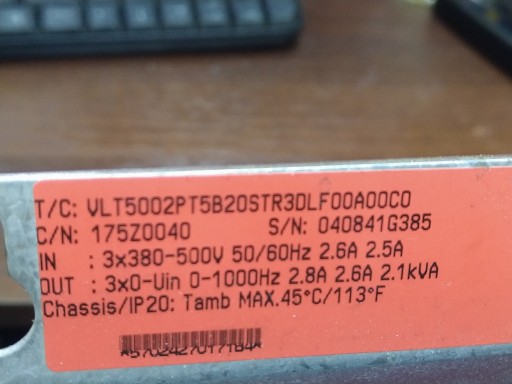 T/C: VLT5002PT5B20STR3DLF00A00C0
C/N: 175Z0040 S/N: 040841G385
IN : 3x380-500V 50/60Hz 2.6A 2.5A
OUT : 3x0-Uin 0-1000Hz 2.8A 2.6A 2.1kVA
Chassis/IP20: Tamb MAX.45°C/113°F